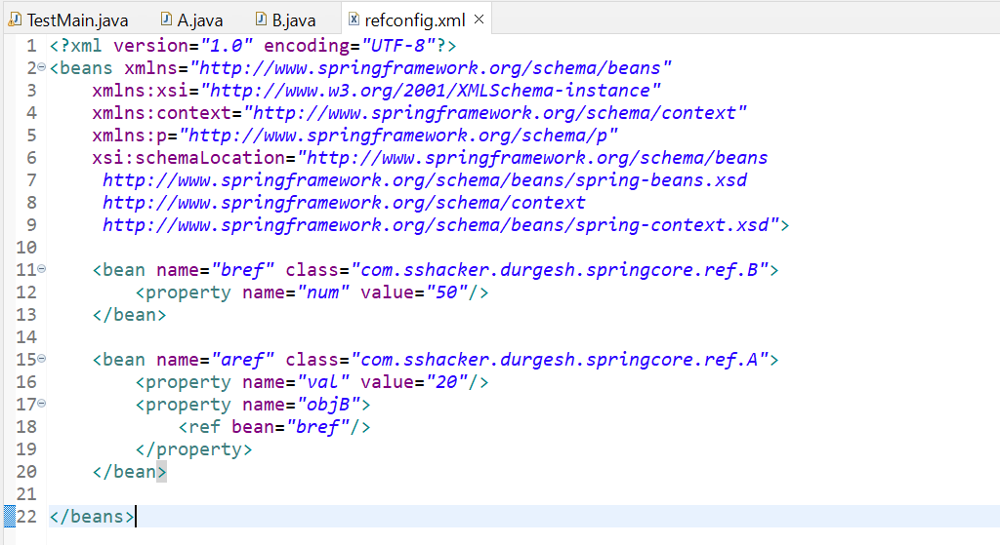 TestMain.java A.java B.java refconfig.xml
1 <?xml version="1.0" encoding="UTF-8"?>
2 <beans xmlns="http://www.springframework.org/schema/beans"
3     xmlns:xsi="http://www.w3.org/2001/XMLSchema-instance"
4     xmlns:context="http://www.springframework.org/schema/context"
5     xmlns:p="http://www.springframework.org/schema/p"
6     xsi:schemaLocation="http://www.springframework.org/schema/beans
7      http://www.springframework.org/schema/beans/spring-beans.xsd
8      http://www.springframework.org/schema/context
9      http://www.springframework.org/schema/beans/spring-context.xsd">
10
11     <bean name="bref" class="com.sshacker.durgesh.springcore.ref.B">
12         <property name="num" value="50"/>
13     </bean>
14
15     <bean name="aref" class="com.sshacker.durgesh.springcore.ref.A">
16         <property name="val" value="20"/>
17         <property name="objB">
18             <ref bean="bref"/>
19         </property>
20     </bean>
21
22 </beans>